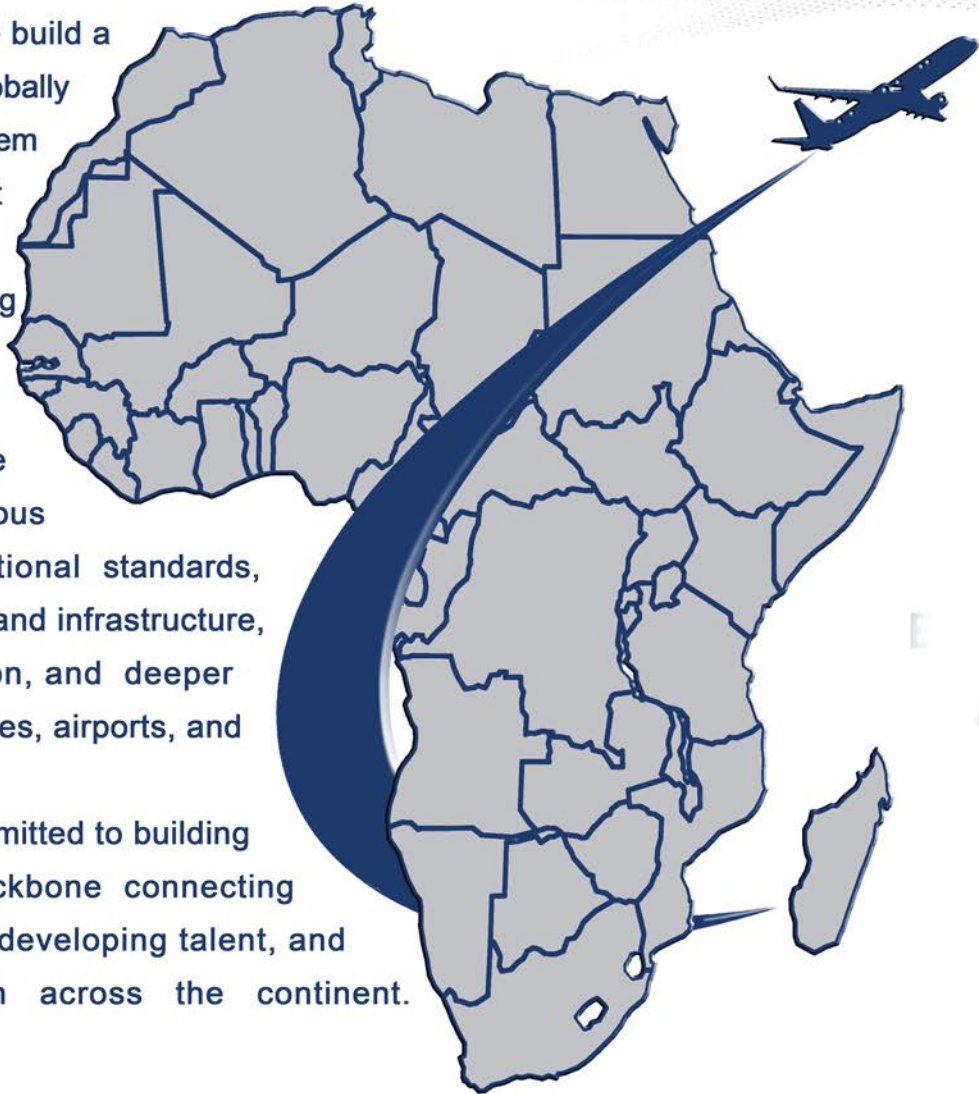 build a
obally
em
t
g
e
ous
tional standards,
and infrastructure,
on, and deeper
es, airports, and
mitted to building
ckbone connecting
developing talent, and
across the continent.